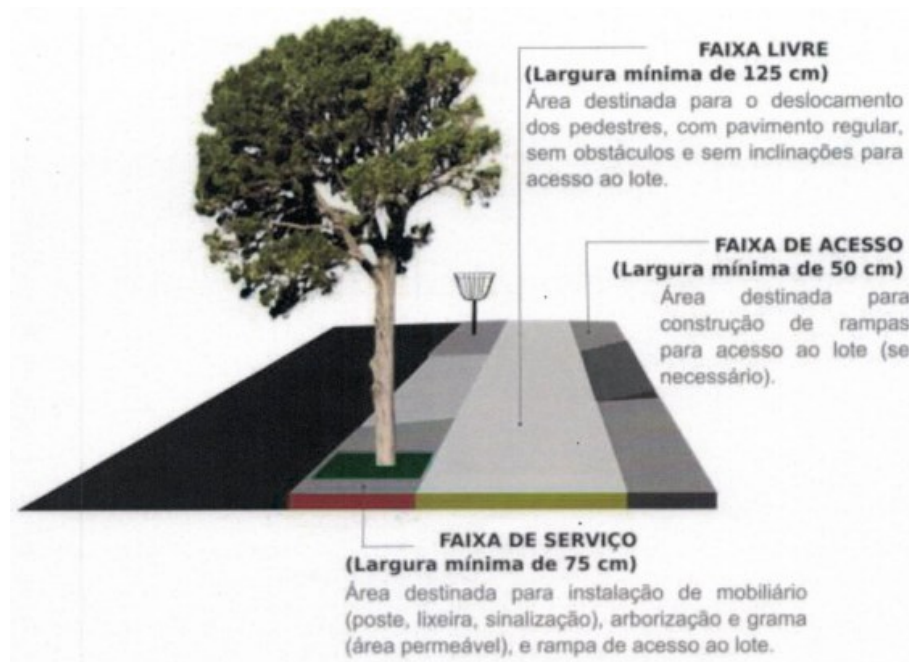 FAIXA LIVRE
(Largura mínima de 125 cm)
Área destinada para o deslocamento
dos pedestres, com pavimento regular,
sem obstáculos e sem inclinações para
acesso ao lote.
FAIXA DE ACESSO
(Largura mínima de 50 cm)
Área destinada para
construção de rampas
para acesso ao lote (se
necessário).
FAIXA DE SERVIÇO
(Largura mínima de 75 cm)
Área destinada para instalação de mobiliário
(poste, lixeira, sinalização), arborização e grama
(área permeável), e rampa de acesso ao lote.